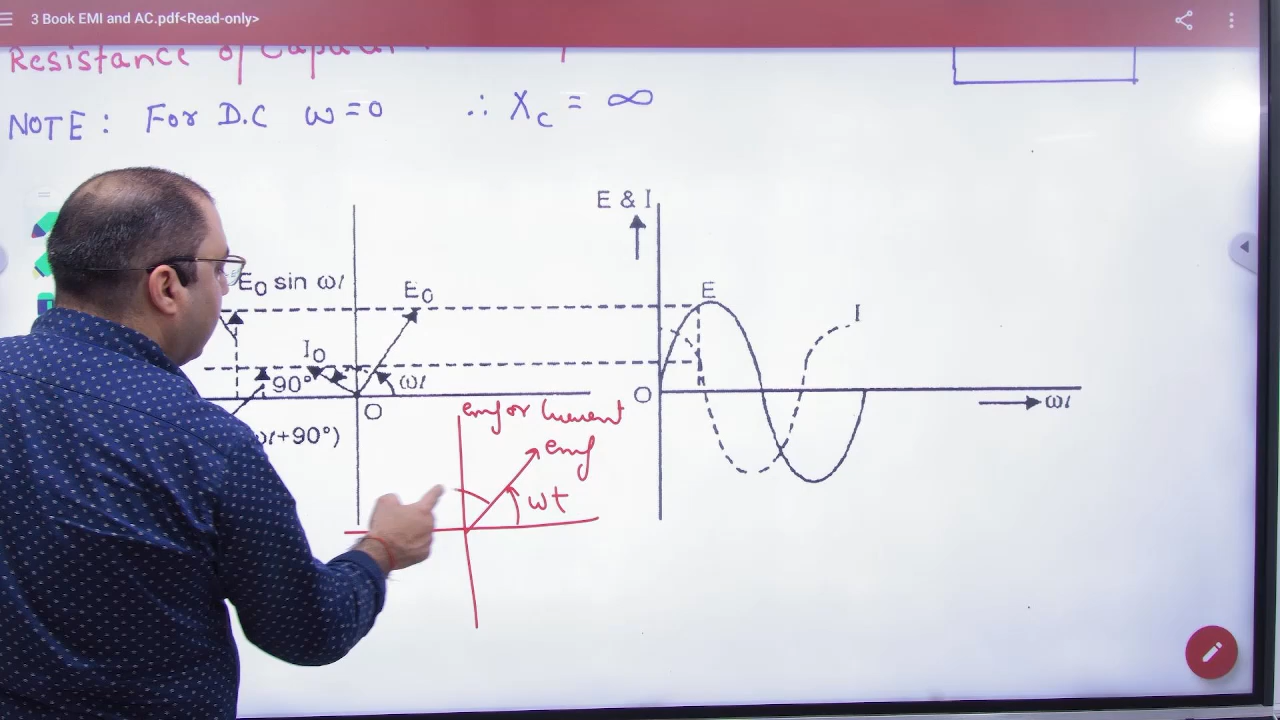 3 Book EMI and AC.pdf<Read-only>
Resistance of
NOTE : For D.C ω = 0 ∴ Xc = ∞
E & I
E₀ sin ωt
E₀
E
I
I₀
90°
ωt
O
O
ωt
emf or Current
ωt+90°)
emf
ωt